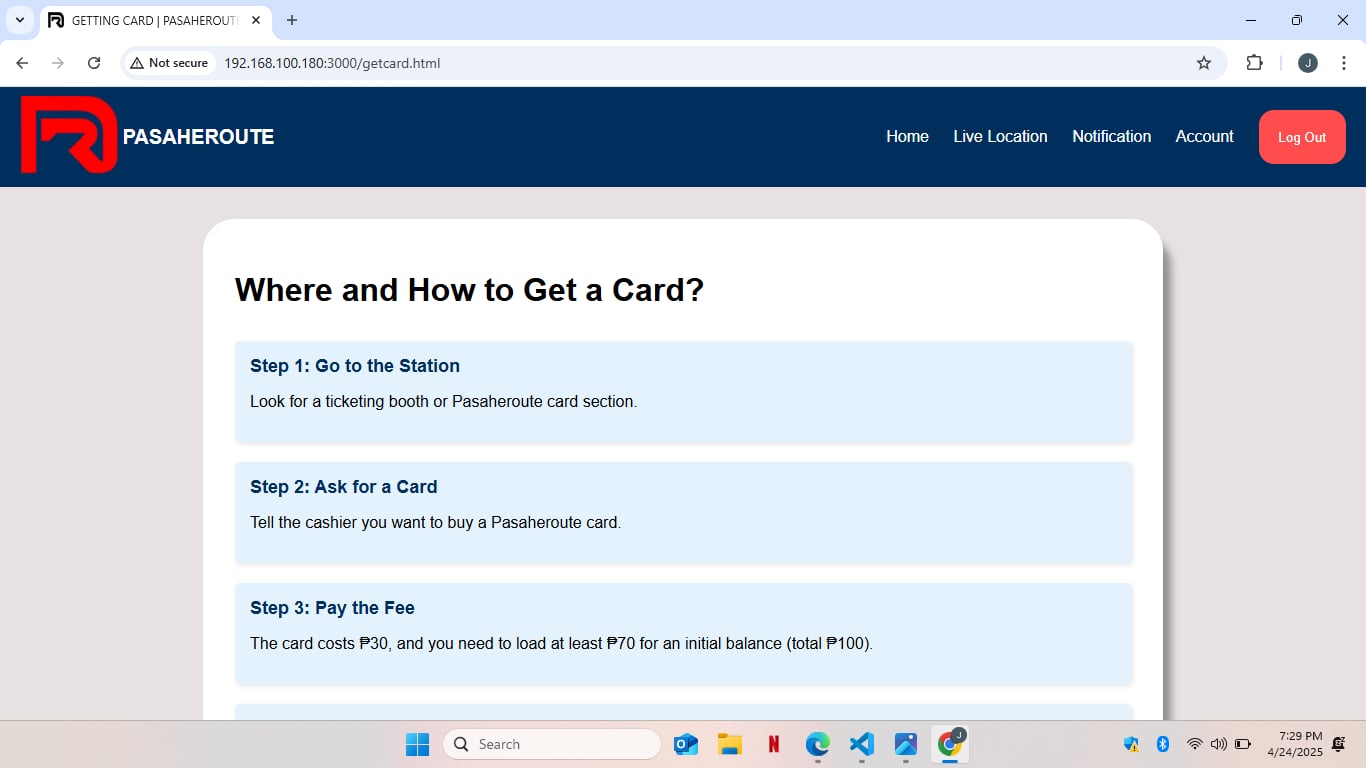 GETTING CARD | PASAHEROUTE
Not secure
192.168.100.180:3000/getcard.html
J
PASAHEROUTE
Home
Live Location
Notification
Account
Log Out
Where and How to Get a Card?
Step 1: Go to the Station
Look for a ticketing booth or Pasaheroute card section.
Step 2: Ask for a Card
Tell the cashier you want to buy a Pasaheroute card.
Step 3: Pay the Fee
The card costs ₱30, and you need to load at least ₱70 for an initial balance (total ₱100).
Search
7:29 PM
4/24/2025